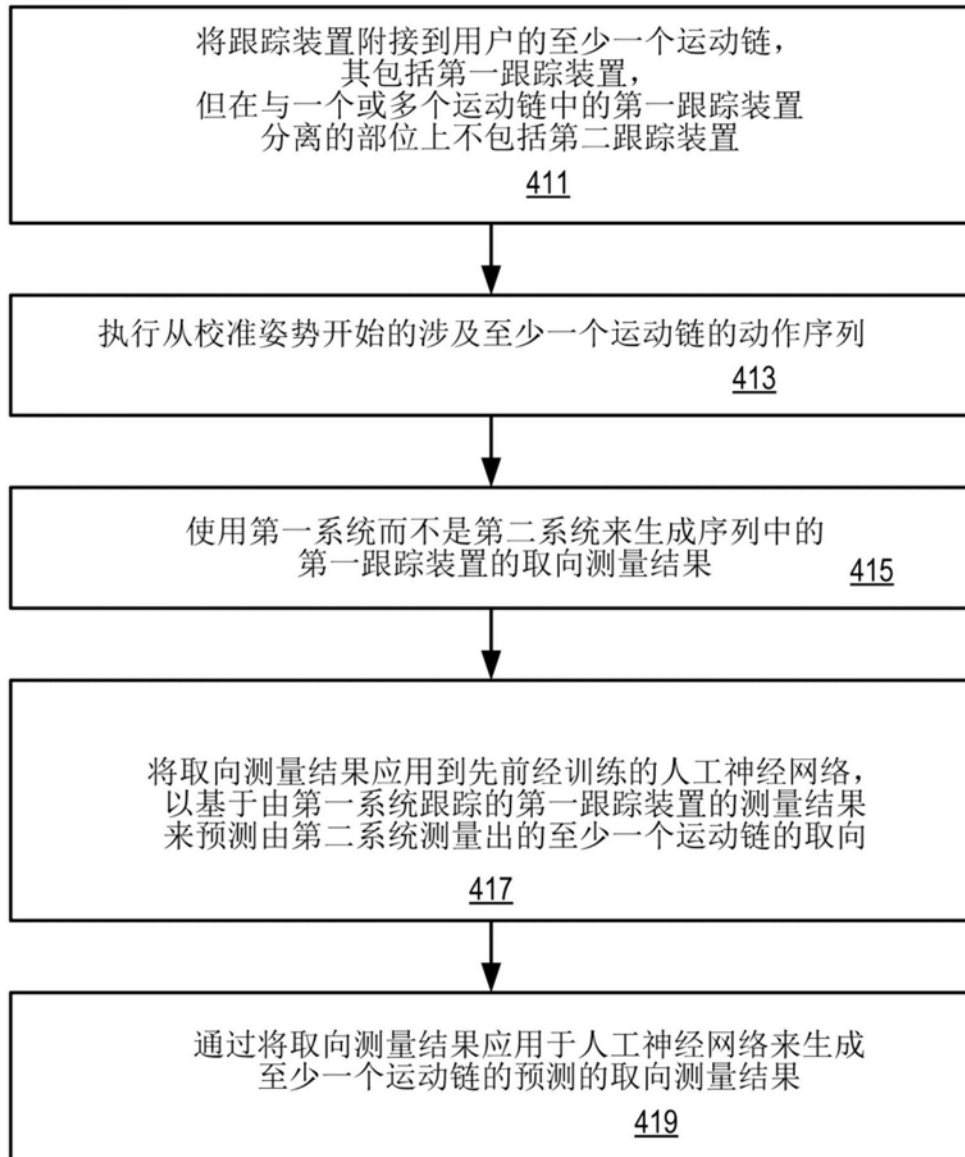 将跟踪装置附接到用户的至少一个运动链，
其包括第一跟踪装置，
但在与一个或多个运动链中的第一跟踪装置
分离的部位上不包括第二跟踪装置
411
执行从校准姿势开始的涉及至少一个运动链的动作序列
413
使用第一系统而不是第二系统来生成序列中的
第一跟踪装置的取向测量结果
415
将取向测量结果应用到先前经训练的人工神经网络，
以基于由第一系统跟踪的第一跟踪装置的测量结果
来预测由第二系统测量出的至少一个运动链的取向
417
通过将取向测量结果应用于人工神经网络来生成
至少一个运动链的预测的取向测量结果
419